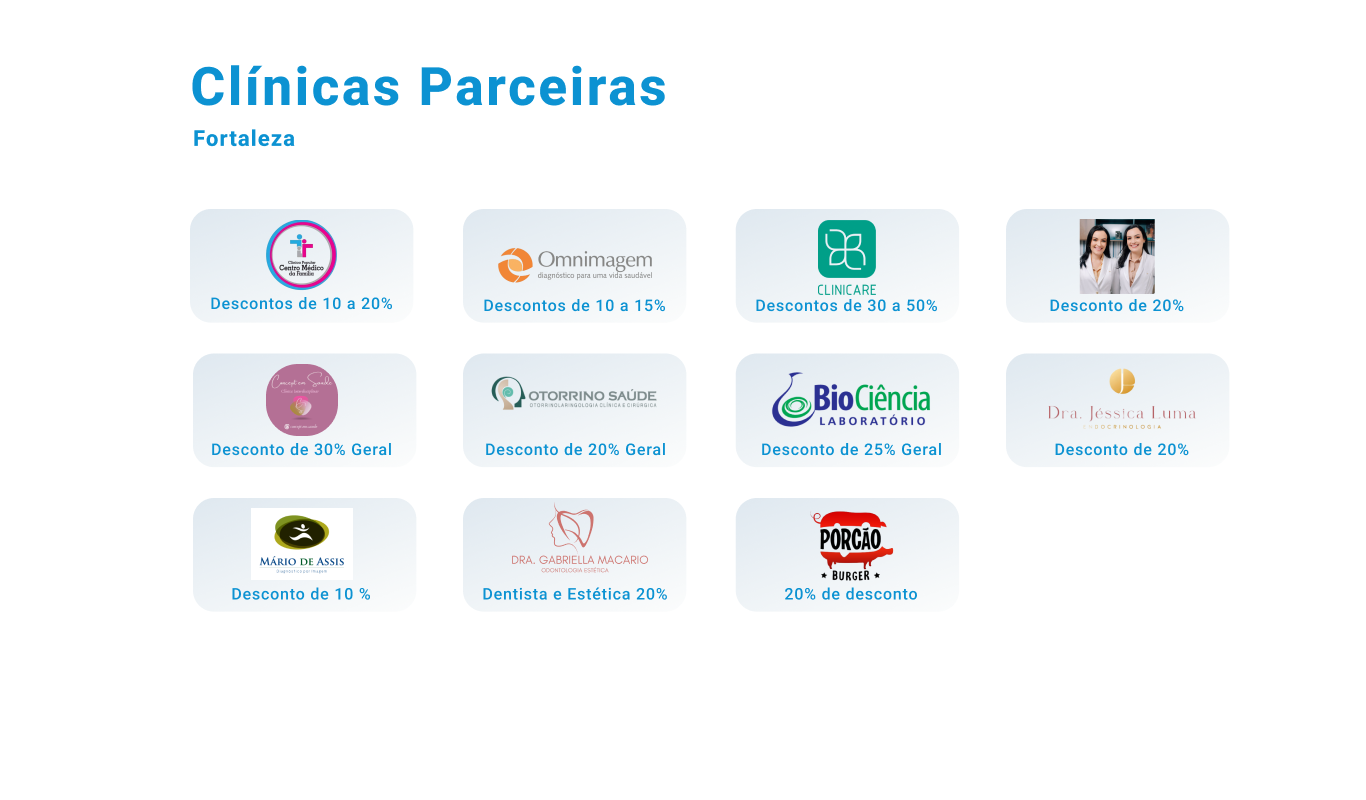 Clínicas Parceiras
Fortaleza
Clínica Popular
Centro Médico
da Família
Descontos de 10 a 20%
Omnimagem
diagnóstico para uma vida saudável
Descontos de 10 a 15%
CLINICARE
Descontos de 30 a 50%
Desconto de 20%
Concept em Saúde
Desconto de 30% Geral
OTORRINO SAÚDE
OTORRINOLARINGOLOGIA CLÍNICA E CIRÚRGICA
Desconto de 20% Geral
BioCiência
LABORATÓRIO
Desconto de 25% Geral
Dra. Jéssica Luma
ENDOCRINOLOGIA
Desconto de 20%
MÁRIO DE ASSIS
Diagnóstico por Imagem
Desconto de 10 %
DRA. GABRIELLA MACARIO
ODONTOLOGIA ESTÉTICA
Dentista e Estética 20%
PORCÃO
BURGER
20% de desconto